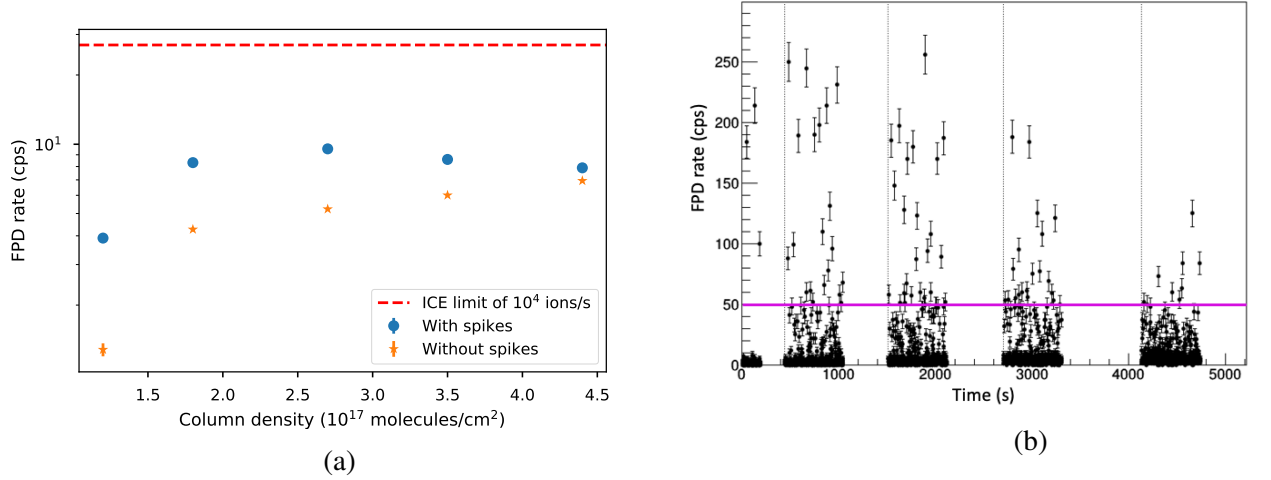 FPD rate (cps)
10¹
ICE limit of 10⁴ ions/s
With spikes
Without spikes
1.5 2.0 2.5 3.0 3.5 4.0 4.5
Column density (10¹⁷ molecules/cm²)
(a)
FPD rate (cps)
250
200
150
100
50
0
0 1000 2000 3000 4000 5000
Time (s)
(b)